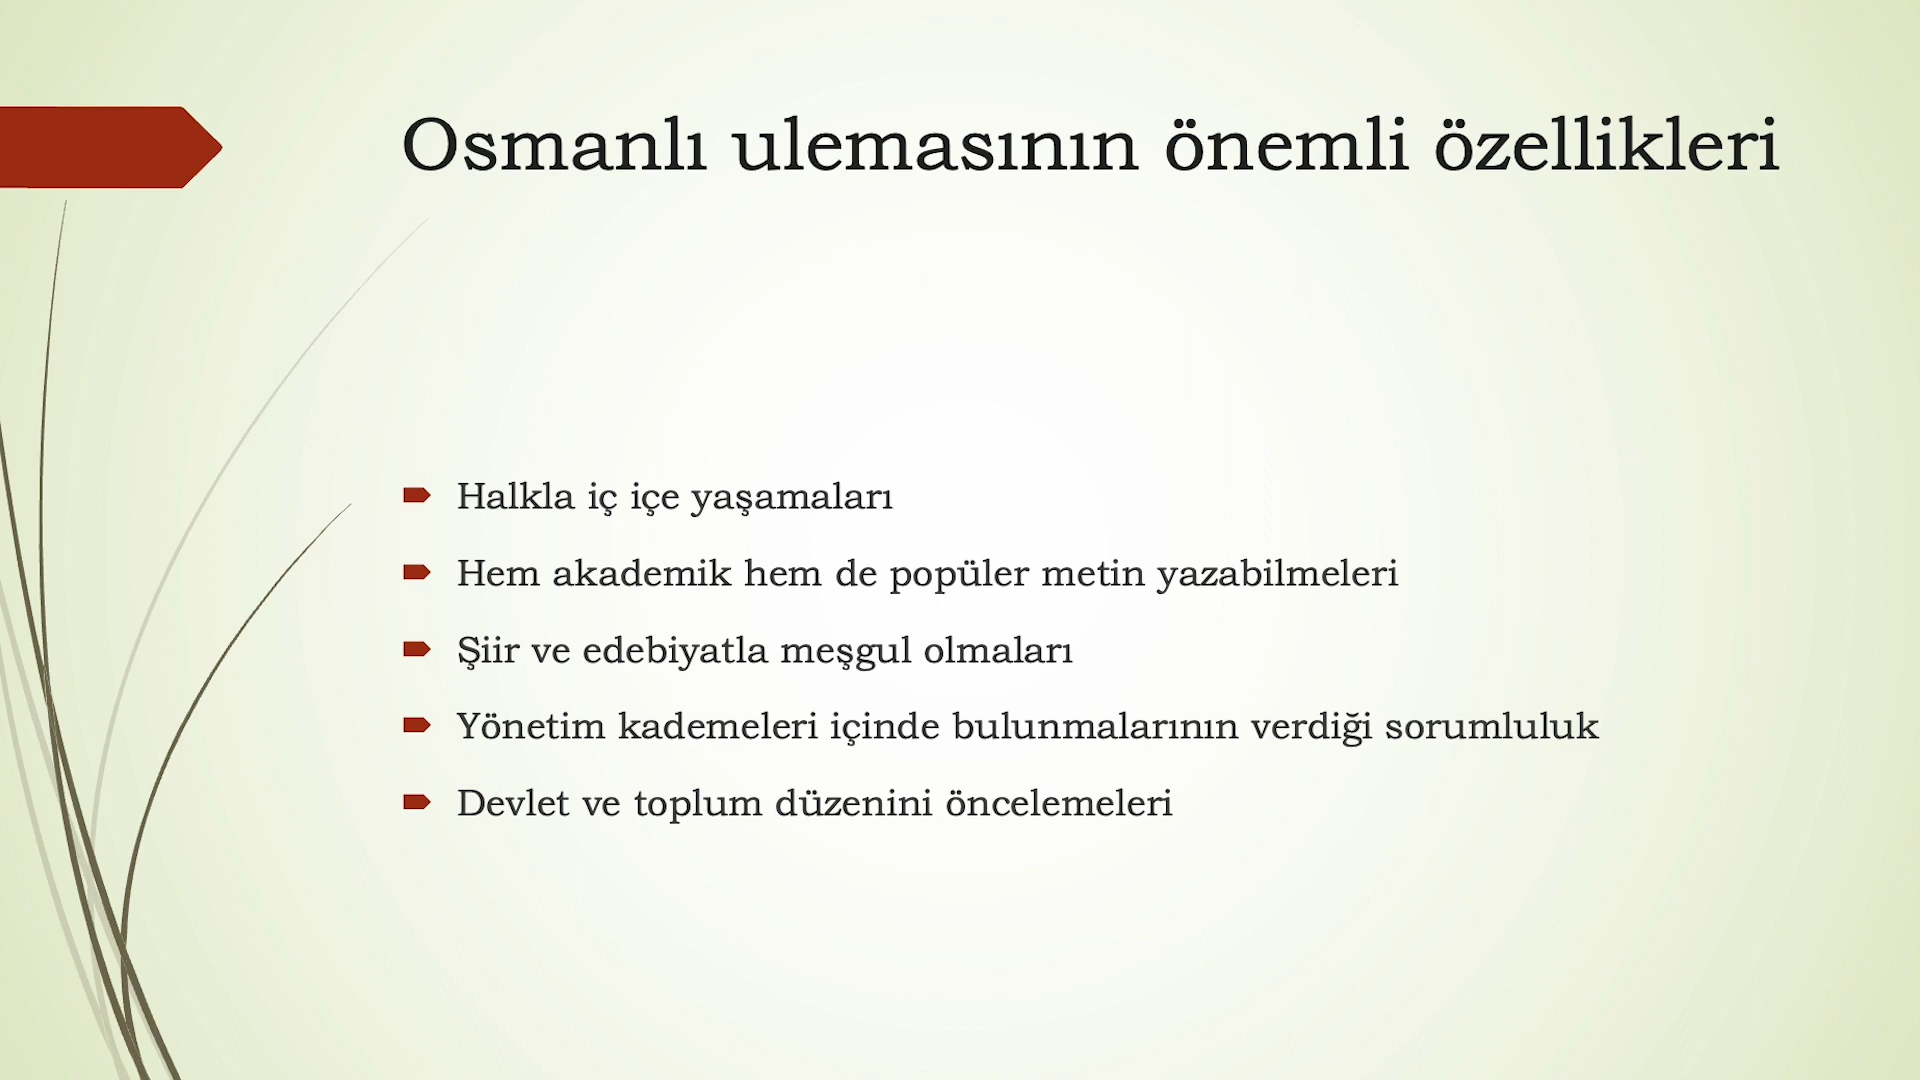 Osmanlı ulemasının önemli özellikleri
Halkla iç içe yaşamaları
Hem akademik hem de popüler metin yazabilmeleri
Şiir ve edebiyatla meşgul olmaları
Yönetim kademeleri içinde bulunmalarının verdiği sorumluluk
Devlet ve toplum düzenini öncelemeleri